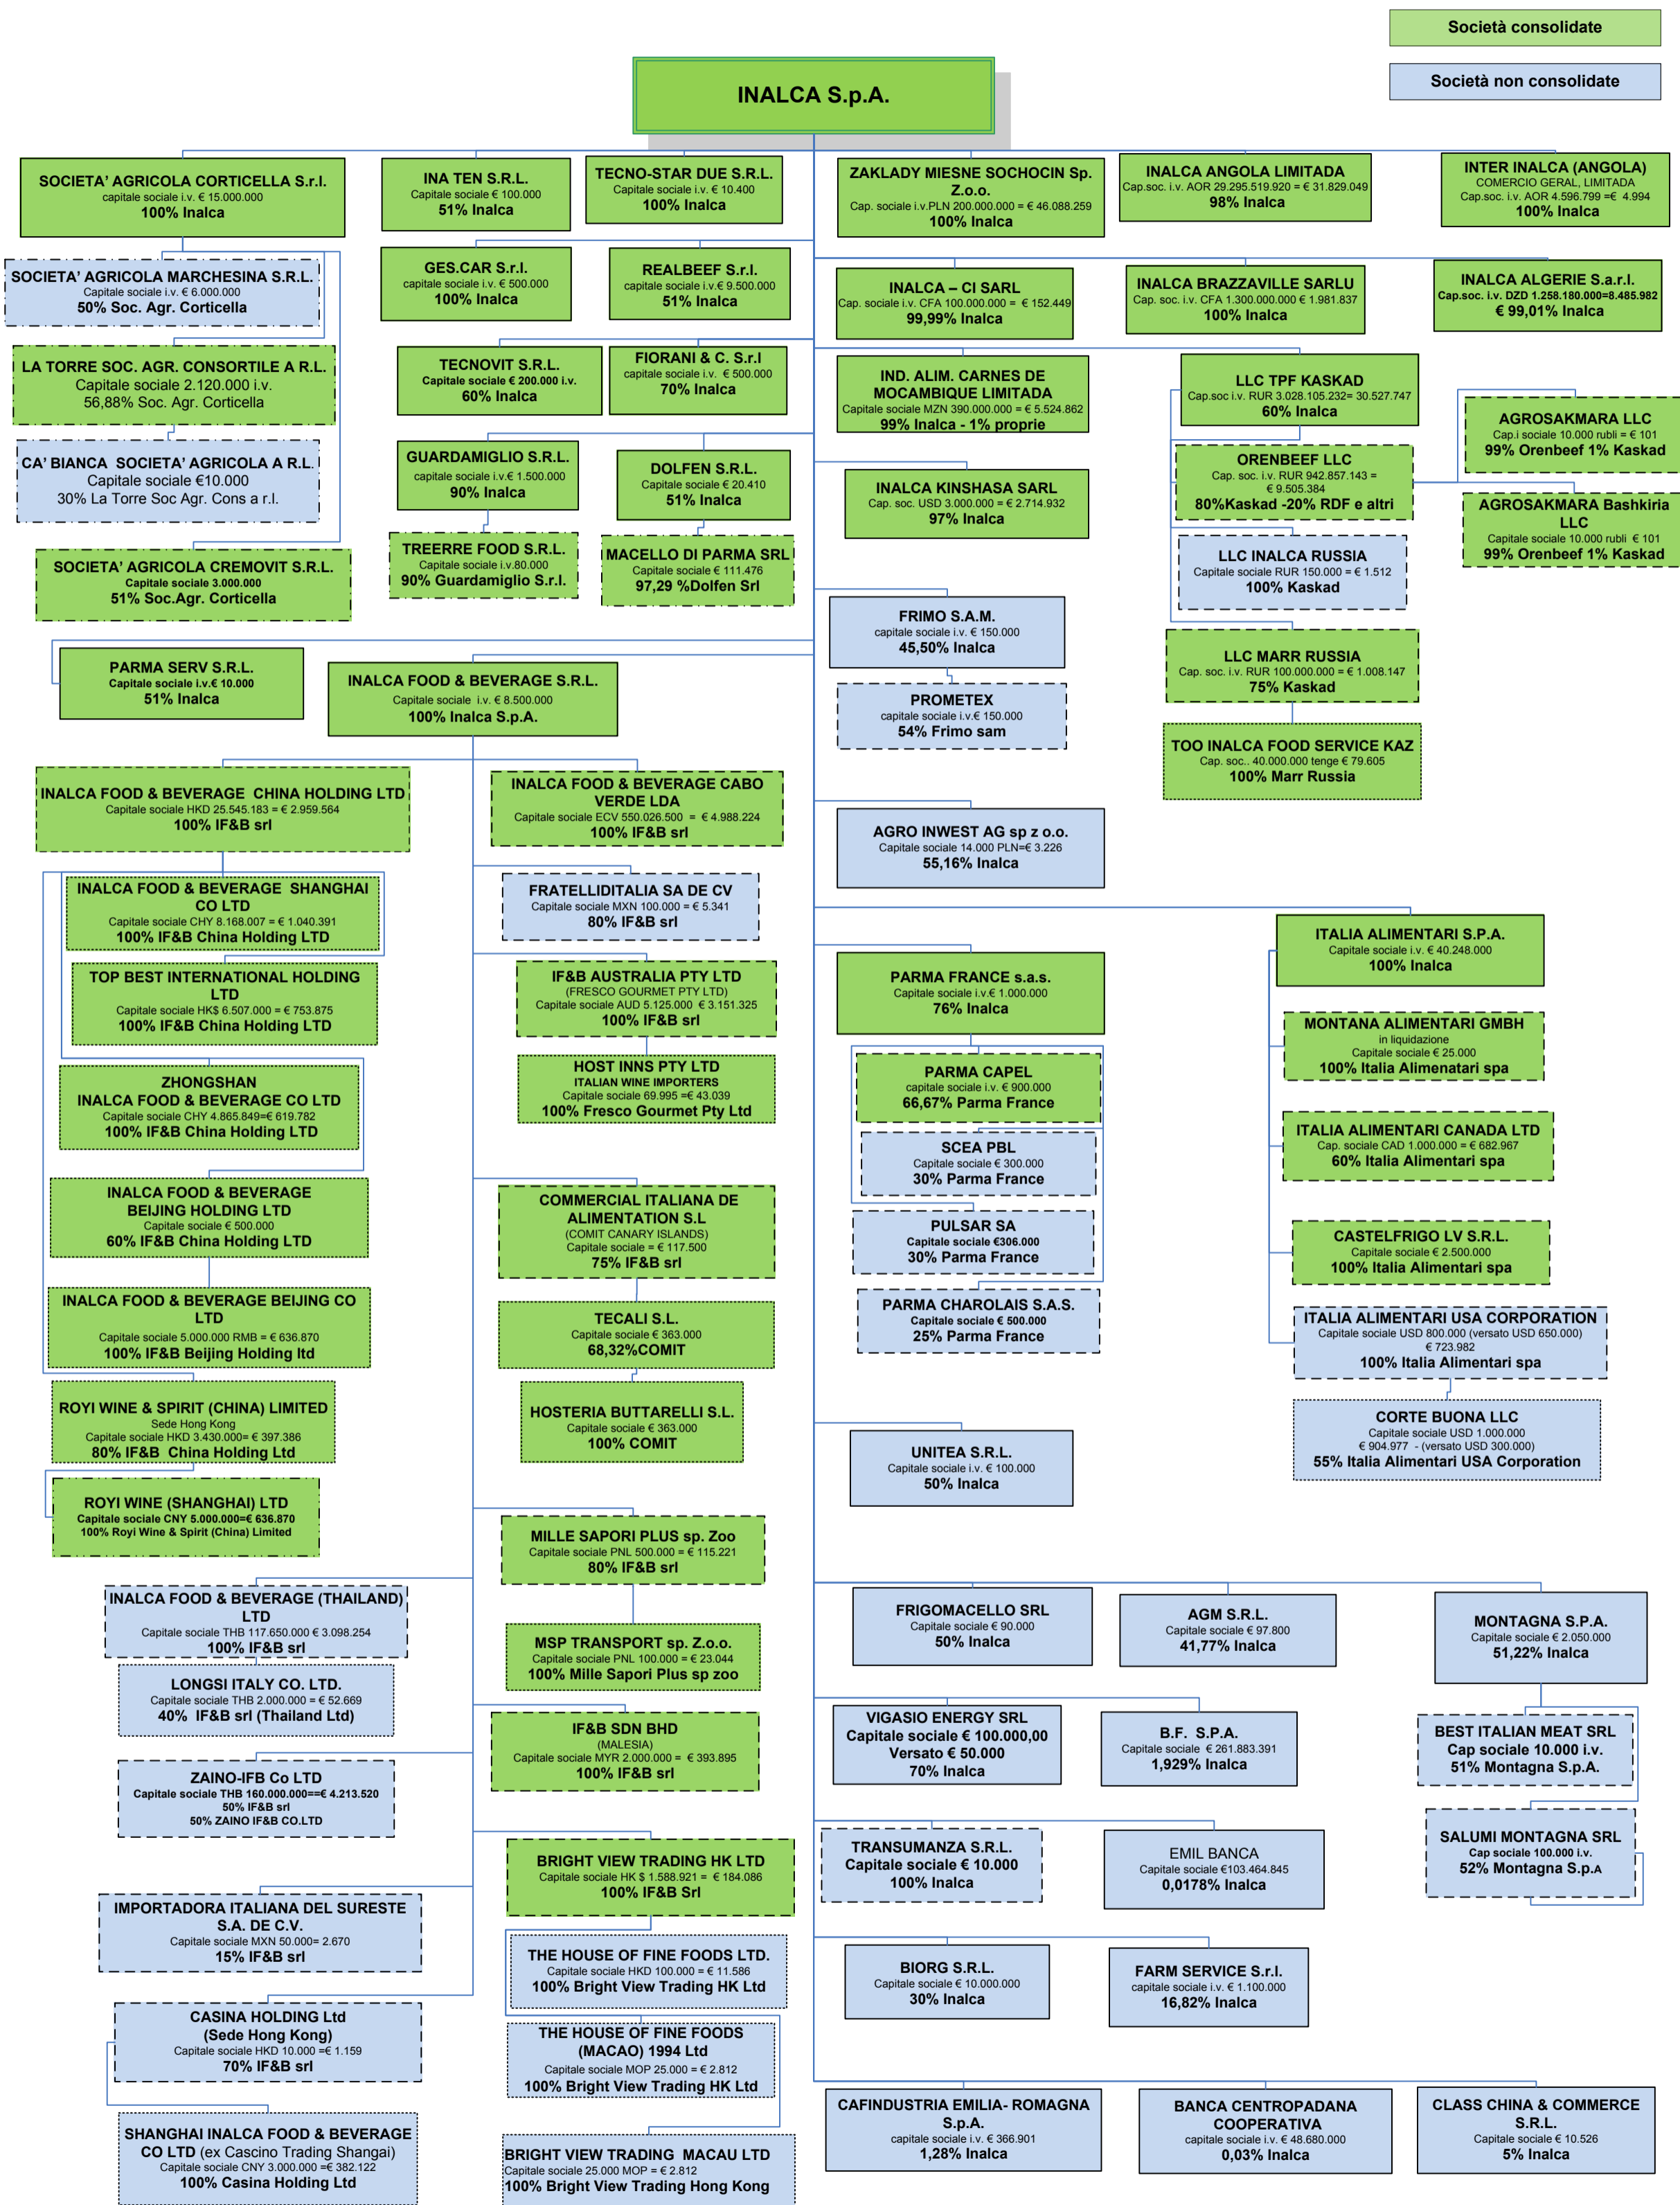 Società consolidate
Società non consolidate
INALCA S.p.A.
SOCIETA’ AGRICOLA CORTICELLA S.r.l.
capitale sociale i.v. € 15.000.000
100% Inalca
INA TEN S.R.L.
Capitale sociale € 100.000
51% Inalca
TECNO-STAR DUE S.R.L.
Capitale sociale i.v. € 10.400
100% Inalca
ZAKLADY MIESNE SOCHOCIN Sp.
Z.o.o.
Cap. sociale i.v.PLN 200.000.000 = € 46.088.259
100% Inalca
INALCA ANGOLA LIMITADA
Cap.soc. i.v. AOR 29.295.519.920 = € 31.829.049
98% Inalca
INTER INALCA (ANGOLA)
COMERCIO GERAL, LIMITADA
Cap.soc. i.v. AOR 4.596.799 =€ 4.994
100% Inalca
SOCIETA’ AGRICOLA MARCHESINA S.R.L.
Capitale sociale i.v. € 6.000.000
50% Soc. Agr. Corticella
GES.CAR S.r.l.
capitale sociale i.v. € 500.000
100% Inalca
REALBEEF S.r.l.
capitale sociale i.v.€ 9.500.000
51% Inalca
INALCA – CI SARL
Cap. sociale i.v. CFA 100.000.000 = € 152.449
99,99% Inalca
INALCA BRAZZAVILLE SARLU
Cap. soc. i.v. CFA 1.300.000.000 € 1.981.837
100% Inalca
INALCA ALGERIE S.a.r.l.
Cap.soc. i.v. DZD 1.258.180.000=8.485.982
€ 99,01% Inalca
LA TORRE SOC. AGR. CONSORTILE A R.L.
Capitale sociale 2.120.000 i.v.
56,88% Soc. Agr. Corticella
TECNOVIT S.R.L.
Capitale sociale € 200.000 i.v.
60% Inalca
FIORANI & C. S.r.l
capitale sociale i.v. € 500.000
70% Inalca
IND. ALIM. CARNES DE
MOCAMBIQUE LIMITADA
Capitale sociale MZN 390.000.000 = € 5.524.862
99% Inalca - 1% proprie
LLC TPF KASKAD
Cap.soc i.v. RUR 3.028.105.232= 30.527.747
60% Inalca
AGROSAKMARA LLC
Cap.i sociale 10.000 rubli = € 101
99% Orenbeef 1% Kaskad
CA’ BIANCA SOCIETA’ AGRICOLA A R.L.
Capitale sociale €10.000
30% La Torre Soc Agr. Cons a r.l.
GUARDAMIGLIO S.R.L.
capitale sociale i.v.€ 1.500.000
90% Inalca
DOLFEN S.R.L.
Capitale sociale € 20.410
51% Inalca
INALCA KINSHASA SARL
Cap. soc. USD 3.000.000 = € 2.714.932
97% Inalca
ORENBEEF LLC
Cap. soc. i.v. RUR 942.857.143 =
€ 9.505.384
80%Kaskad -20% RDF e altri
AGROSAKMARA Bashkiria
LLC
Capitale sociale 10.000 rubli € 101
99% Orenbeef 1% Kaskad
SOCIETA’ AGRICOLA CREMOVIT S.R.L.
Capitale sociale 3.000.000
51% Soc.Agr. Corticella
TREERRE FOOD S.R.L.
Capitale sociale i.v.80.000
90% Guardamiglio S.r.l.
MACELLO DI PARMA SRL
Capitale sociale € 111.476
97,29 %Dolfen Srl
LLC INALCA RUSSIA
Capitale sociale RUR 150.000 = € 1.512
100% Kaskad
FRIMO S.A.M.
capitale sociale i.v. € 150.000
45,50% Inalca
LLC MARR RUSSIA
Cap. soc. i.v. RUR 100.000.000 = € 1.008.147
75% Kaskad
PARMA SERV S.R.L.
Capitale sociale i.v.€ 10.000
51% Inalca
INALCA FOOD & BEVERAGE S.R.L.
Capitale sociale i.v. € 8.500.000
100% Inalca S.p.A.
PROMETEX
capitale sociale i.v.€ 150.000
54% Frimo sam
TOO INALCA FOOD SERVICE KAZ
Cap. soc.. 40.000.000 tenge € 79.605
100% Marr Russia
INALCA FOOD & BEVERAGE CHINA HOLDING LTD
Capitale sociale HKD 25.545.183 = € 2.959.564
100% IF&B srl
INALCA FOOD & BEVERAGE CABO
VERDE LDA
Capitale sociale ECV 550.026.500 = € 4.988.224
100% IF&B srl
AGRO INWEST AG sp z o.o.
Capitale sociale 14.000 PLN=€ 3.226
55,16% Inalca
INALCA FOOD & BEVERAGE SHANGHAI
CO LTD
Capitale sociale CHY 8.168.007 = € 1.040.391
100% IF&B China Holding LTD
FRATELLIDITALIA SA DE CV
Capitale sociale MXN 100.000 = € 5.341
80% IF&B srl
ITALIA ALIMENTARI S.P.A.
Capitale sociale i.v. € 40.248.000
100% Inalca
TOP BEST INTERNATIONAL HOLDING
LTD
Capitale sociale HK$ 6.507.000 = € 753.875
100% IF&B China Holding LTD
IF&B AUSTRALIA PTY LTD
(FRESCO GOURMET PTY LTD)
Capitale sociale AUD 5.125.000 € 3.151.325
100% IF&B srl
PARMA FRANCE s.a.s.
Capitale sociale i.v.€ 1.000.000
76% Inalca
MONTANA ALIMENTARI GMBH
in liquidazione
Capitale sociale € 25.000
100% Italia Alimenatari spa
ZHONGSHAN
INALCA FOOD & BEVERAGE CO LTD
Capitale sociale CHY 4.865.849=€ 619.782
100% IF&B China Holding LTD
HOST INNS PTY LTD
ITALIAN WINE IMPORTERS
Capitale sociale 69.995 =€ 43.039
100% Fresco Gourmet Pty Ltd
PARMA CAPEL
capitale sociale i.v. € 900.000
66,67% Parma France
ITALIA ALIMENTARI CANADA LTD
Cap. sociale CAD 1.000.000 = € 682.967
60% Italia Alimentari spa
SCEA PBL
Capitale sociale € 300.000
30% Parma France
INALCA FOOD & BEVERAGE
BEIJING HOLDING LTD
Capitale sociale € 500.000
60% IF&B China Holding LTD
COMMERCIAL ITALIANA DE
ALIMENTATION S.L
(COMIT CANARY ISLANDS)
Capitale sociale = € 117.500
75% IF&B srl
PULSAR SA
Capitale sociale €306.000
30% Parma France
CASTELFRIGO LV S.R.L.
Capitale sociale € 2.500.000
100% Italia Alimentari spa
INALCA FOOD & BEVERAGE BEIJING CO
LTD
Capitale sociale 5.000.000 RMB = € 636.870
100% IF&B Beijing Holding ltd
TECALI S.L.
Capitale sociale € 363.000
68,32%COMIT
PARMA CHAROLAIS S.A.S.
Capitale sociale € 500.000
25% Parma France
ITALIA ALIMENTARI USA CORPORATION
Capitale sociale USD 800.000 (versato USD 650.000)
€ 723.982
100% Italia Alimentari spa
ROYI WINE & SPIRIT (CHINA) LIMITED
Sede Hong Kong
Capitale sociale HKD 3.430.000= € 397.386
80% IF&B China Holding Ltd
HOSTERIA BUTTARELLI S.L.
Capitale sociale € 363.000
100% COMIT
UNITEA S.R.L.
Capitale sociale i.v. € 100.000
50% Inalca
CORTE BUONA LLC
Capitale sociale USD 1.000.000
€ 904.977 - (versato USD 300.000)
55% Italia Alimentari USA Corporation
ROYI WINE (SHANGHAI) LTD
Capitale sociale CNY 5.000.000=€ 636.870
100% Royi Wine & Spirit (China) Limited
MILLE SAPORI PLUS sp. Zoo
Capitale sociale PNL 500.000 = € 115.221
80% IF&B srl
INALCA FOOD & BEVERAGE (THAILAND)
LTD
Capitale sociale THB 117.650.000 € 3.098.254
100% IF&B srl
FRIGOMACELLO SRL
Capitale sociale € 90.000
50% Inalca
AGM S.R.L.
Capitale sociale € 97.800
41,77% Inalca
MONTAGNA S.P.A.
Capitale sociale € 2.050.000
51,22% Inalca
MSP TRANSPORT sp. Z.o.o.
Capitale sociale PNL 100.000 = € 23.044
100% Mille Sapori Plus sp zoo
LONGSI ITALY CO. LTD.
Capitale sociale THB 2.000.000 = € 52.669
40% IF&B srl (Thailand Ltd)
IF&B SDN BHD
(MALESIA)
Capitale sociale MYR 2.000.000 = € 393.895
100% IF&B srl
VIGASIO ENERGY SRL
Capitale sociale € 100.000,00
Versato € 50.000
70% Inalca
B.F. S.P.A.
Capitale sociale € 261.883.391
1,929% Inalca
BEST ITALIAN MEAT SRL
Cap sociale 10.000 i.v.
51% Montagna S.p.A.
ZAINO-IFB Co LTD
Capitale sociale THB 160.000.000==€ 4.213.520
50% IF&B srl
50% ZAINO IF&B CO.LTD
BRIGHT VIEW TRADING HK LTD
Capitale sociale HK $ 1.588.921 = € 184.086
100% IF&B Srl
TRANSUMANZA S.R.L.
Capitale sociale € 10.000
100% Inalca
EMIL BANCA
Capitale sociale €103.464.845
0,0178% Inalca
SALUMI MONTAGNA SRL
Cap sociale 100.000 i.v.
52% Montagna S.p.A
IMPORTADORA ITALIANA DEL SURESTE
S.A. DE C.V.
Capitale sociale MXN 50.000= 2.670
15% IF&B srl
THE HOUSE OF FINE FOODS LTD.
Capitale sociale HKD 100.000 = € 11.586
100% Bright View Trading HK Ltd
BIORG S.R.L.
Capitale sociale € 10.000.000
30% Inalca
FARM SERVICE S.r.l.
capitale sociale i.v. € 1.100.000
16,82% Inalca
CASINA HOLDING Ltd
(Sede Hong Kong)
Capitale sociale HKD 10.000 =€ 1.159
70% IF&B srl
THE HOUSE OF FINE FOODS
(MACAO) 1994 Ltd
Capitale sociale MOP 25.000 = € 2.812
100% Bright View Trading HK Ltd
SHANGHAI INALCA FOOD & BEVERAGE
CO LTD (ex Cascino Trading Shangai)
Capitale sociale CNY 3.000.000 =€ 382.122
100% Casina Holding Ltd
BRIGHT VIEW TRADING MACAU LTD
Capitale sociale 25.000 MOP = € 2.812
100% Bright View Trading Hong Kong
CAFINDUSTRIA EMILIA- ROMAGNA
S.p.A.
capitale sociale i.v. € 366.901
1,28% Inalca
BANCA CENTROPADANA
COOPERATIVA
capitale sociale i.v. € 48.680.000
0,03% Inalca
CLASS CHINA & COMMERCE
S.R.L.
Capitale sociale € 10.526
5% Inalca